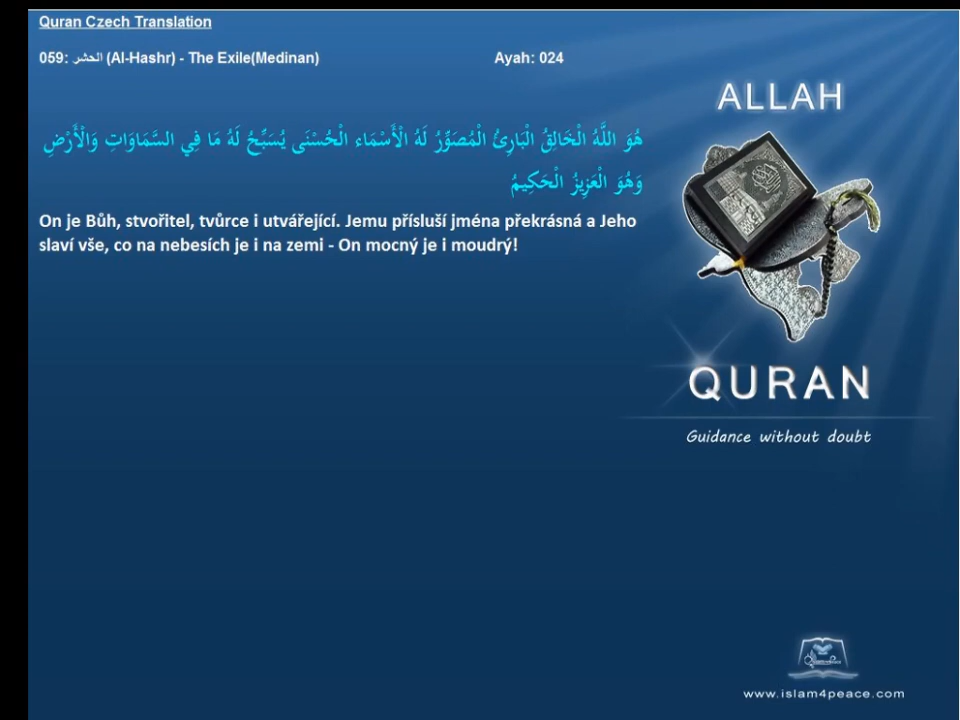 Quran Czech Translation
059: الحشر (Al-Hashr) - The Exile(Medinan) Ayah: 024
ALLAH
هُوَ اللَّهُ الْخَالِقُ الْبَارِئُ الْمُصَوِّرُ لَهُ الْأَسْمَاء الْحُسْنَى يُسَبِّحُ لَهُ مَا فِي السَّمَاوَاتِ وَالْأَرْضِ
وَهُوَ الْعَزِيزُ الْحَكِيمُ
On je Bůh, stvořitel, tvůrce i utvářející. Jemu přísluší jména překrásná a Jeho
slaví vše, co na nebesích je i na zemi - On mocný je i moudrý!
QURAN
Guidance without doubt
www.islam4peace.com